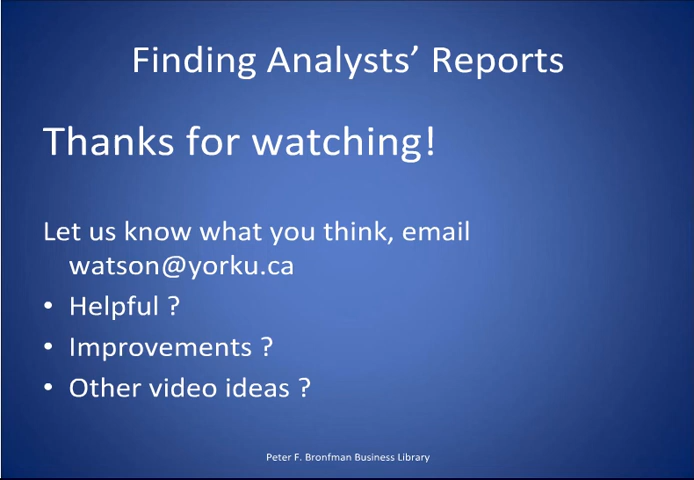 Finding Analysts’ Reports
Thanks for watching!
Let us know what you think, email
watson@yorku.ca
• Helpful ?
• Improvements ?
• Other video ideas ?
Peter F. Bronfman Business Library